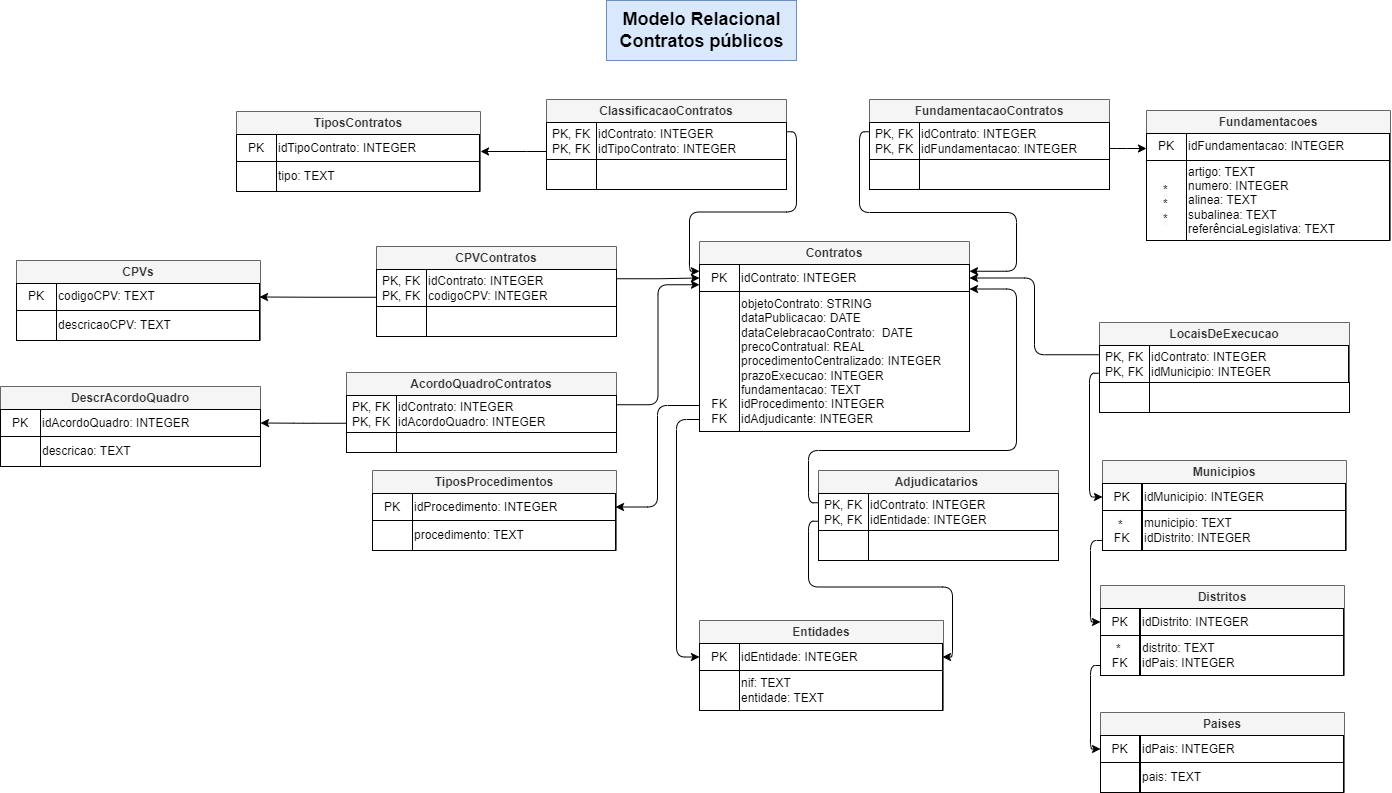 Modelo Relacional
Contratos públicos
TiposContratos
PK idTipoContrato: INTEGER
tipo: TEXT
ClassificacaoContratos
PK, FK idContrato: INTEGER
PK, FK idTipoContrato: INTEGER
FundamentacaoContratos
PK, FK idContrato: INTEGER
PK, FK idFundamentacao: INTEGER
Fundamentacoes
PK idFundamentacao: INTEGER
artigo: TEXT
* numero: INTEGER
* alinea: TEXT
* subalinea: TEXT
referênciaLegislativa: TEXT
CPVs
PK codigoCPV: TEXT
descricaoCPV: TEXT
CPVContratos
PK, FK idContrato: INTEGER
PK, FK codigoCPV: INTEGER
Contratos
PK idContrato: INTEGER
objetoContrato: STRING
dataPublicacao: DATE
dataCelebracaoContrato: DATE
precoContratual: REAL
procedimentoCentralizado: INTEGER
prazoExecucao: INTEGER
fundamentacao: TEXT
FK idProcedimento: INTEGER
FK idAdjudicante: INTEGER
LocaisDeExecucao
PK, FK idContrato: INTEGER
PK, FK idMunicipio: INTEGER
DescrAcordoQuadro
PK idAcordoQuadro: INTEGER
descricao: TEXT
AcordoQuadroContratos
PK, FK idContrato: INTEGER
PK, FK idAcordoQuadro: INTEGER
TiposProcedimentos
PK idProcedimento: INTEGER
procedimento: TEXT
Adjudicatarios
PK, FK idContrato: INTEGER
PK, FK idEntidade: INTEGER
Municipios
PK idMunicipio: INTEGER
* municipio: TEXT
FK idDistrito: INTEGER
Distritos
PK idDistrito: INTEGER
* distrito: TEXT
FK idPais: INTEGER
Entidades
PK idEntidade: INTEGER
nif: TEXT
entidade: TEXT
Paises
PK idPais: INTEGER
pais: TEXT